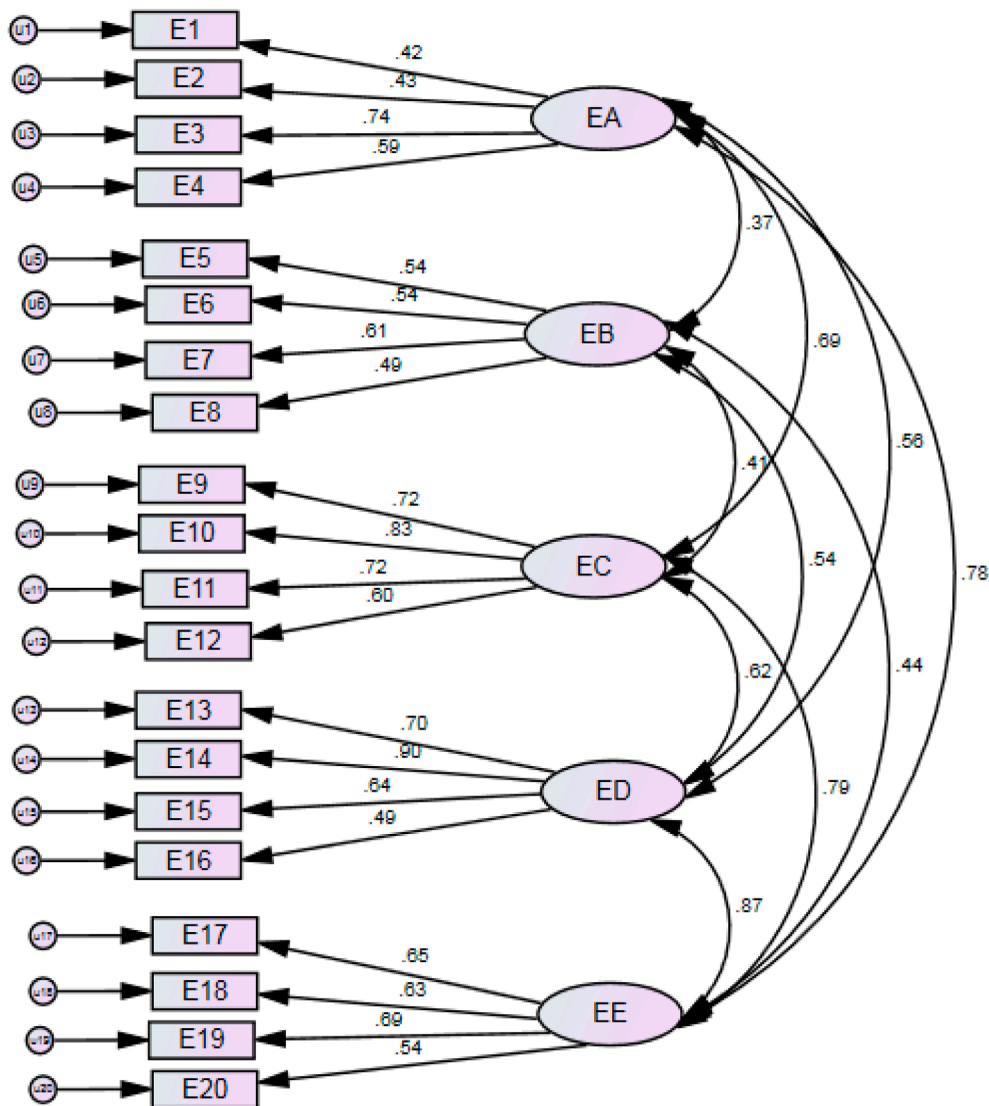 u1 E1 .42
u2 E2 .43
EA
u3 E3 .74
u4 E4 .59
.37
u5 E5 .54
u6 E6 .54
EB
u7 E7 .61
.69
u8 E8 .49
.56
.41
u9 E9 .72
u10 E10 .83
EC
.54
.78
u11 E11 .72
u12 E12 .60
.62
.44
u13 E13 .70
u14 E14 .90
ED
.79
u15 E15 .64
u16 E16 .49
.87
u17 E17 .65
u18 E18 .63
EE
u19 E19 .69
u20 E20 .54